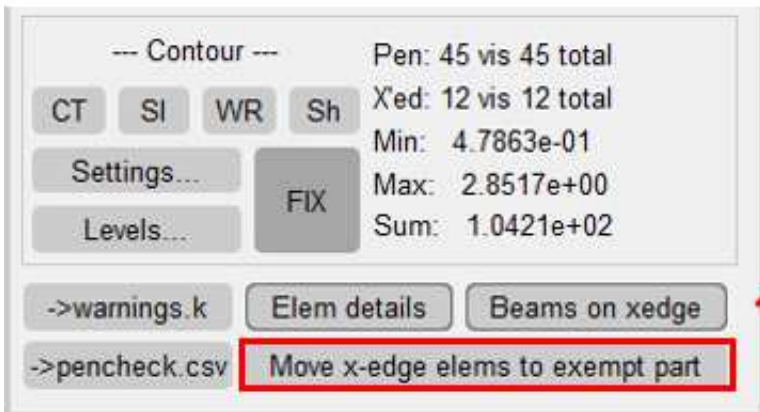 --- Contour ---
CT SI WR Sh
Settings...
FIX
Levels...
Pen: 45 vis 45 total
X'ed: 12 vis 12 total
Min: 4.7863e-01
Max: 2.8517e+00
Sum: 1.0421e+02
->warnings.k Elem details Beams on xedge
->pencheck.csv Move x-edge elems to exempt part